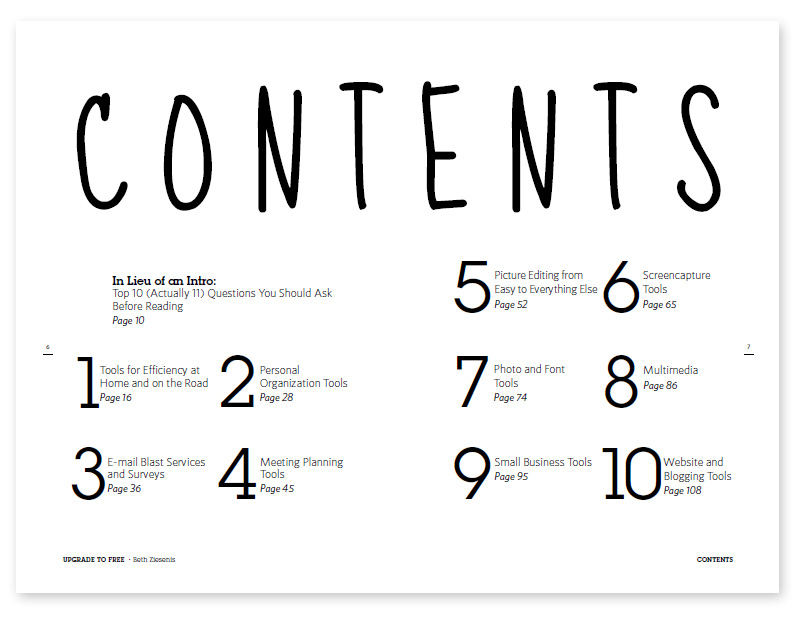 CONTENTS
In Lieu of an Intro:
Top 10 (Actually 11) Questions You Should Ask
Before Reading
Page 10
6
1
Tools for Efficiency at
Home and on the Road
Page 16
2
Personal
Organization Tools
Page 28
3
E-mail Blast Services
and Surveys
Page 36
4
Meeting Planning
Tools
Page 45
UPGRADE TO FREE · Beth Ziesenis
5
Picture Editing from
Easy to Everything Else
Page 52
6
Screencapture
Tools
Page 65
7
7
Photo and Font
Tools
Page 74
8
Multimedia
Page 86
9
Small Business Tools
Page 95
10
Website and
Blogging Tools
Page 108
CONTENTS